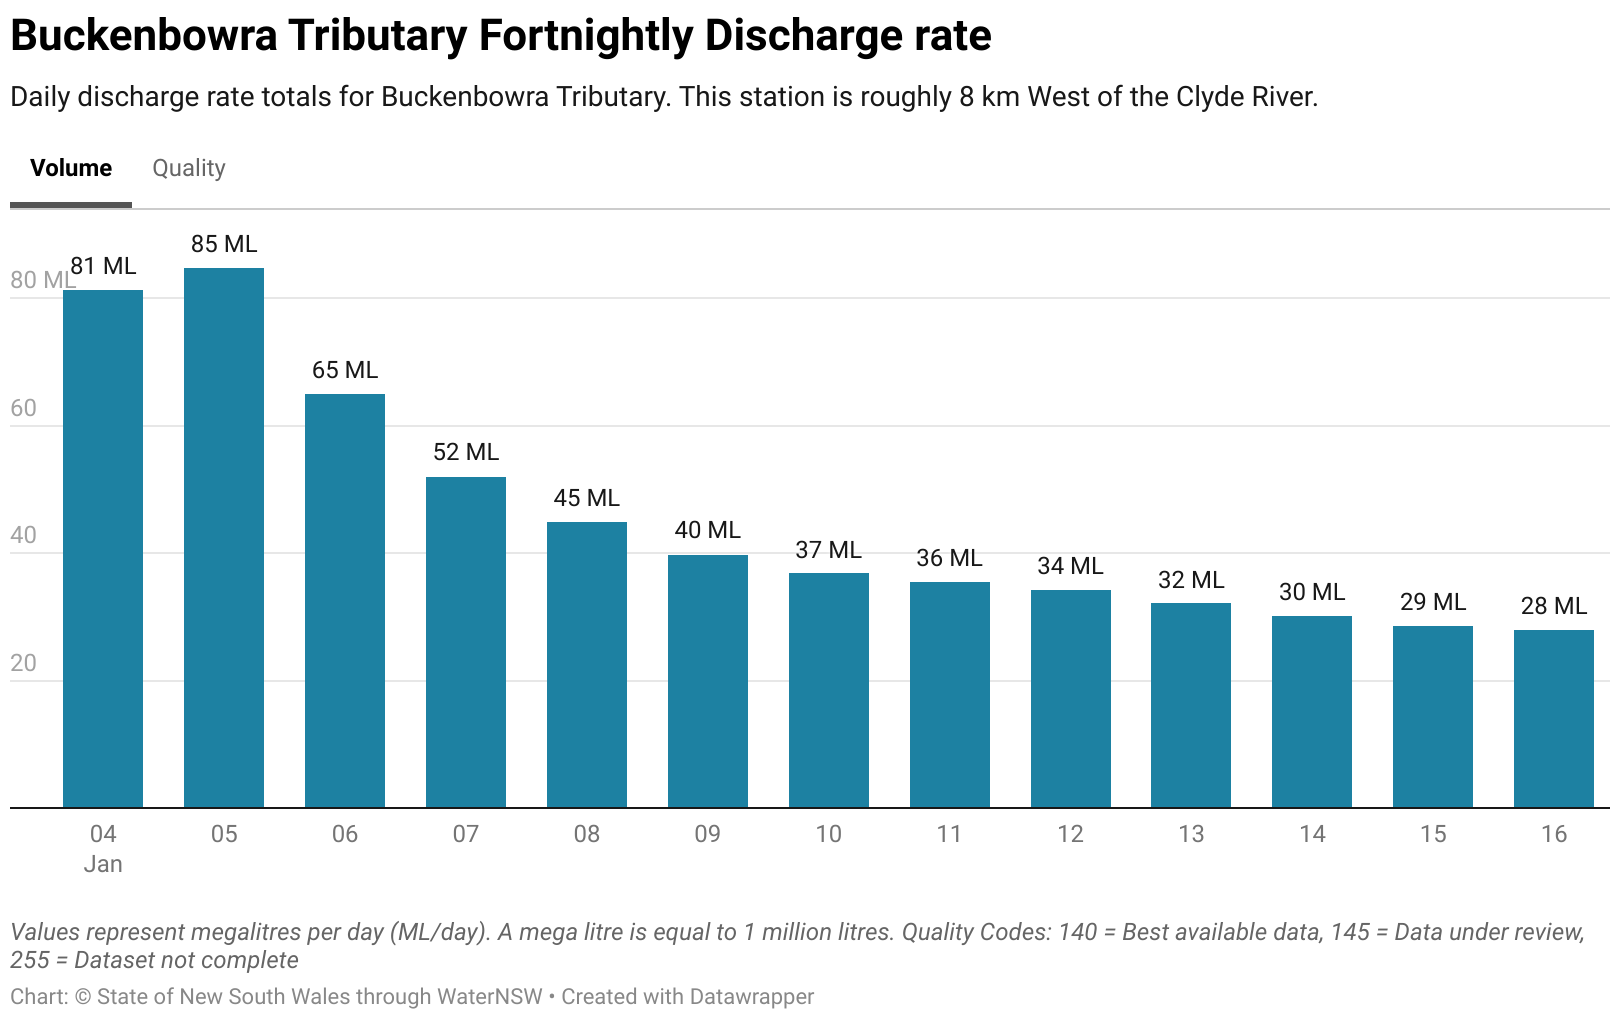 Buckenbowra Tributary Fortnightly Discharge rate
Daily discharge rate totals for Buckenbowra Tributary. This station is roughly 8 km West of the Clyde River.
Volume Quality
80 ML
60
40
20
81 ML
85 ML
65 ML
52 ML
45 ML
40 ML
37 ML
36 ML
34 ML
32 ML
30 ML
29 ML
28 ML
04 05 06 07 08 09 10 11 12 13 14 15 16
Jan
Values represent megalitres per day (ML/day). A mega litre is equal to 1 million litres. Quality Codes: 140 = Best available data, 145 = Data under review,
255 = Dataset not complete
Chart: © State of New South Wales through WaterNSW • Created with Datawrapper